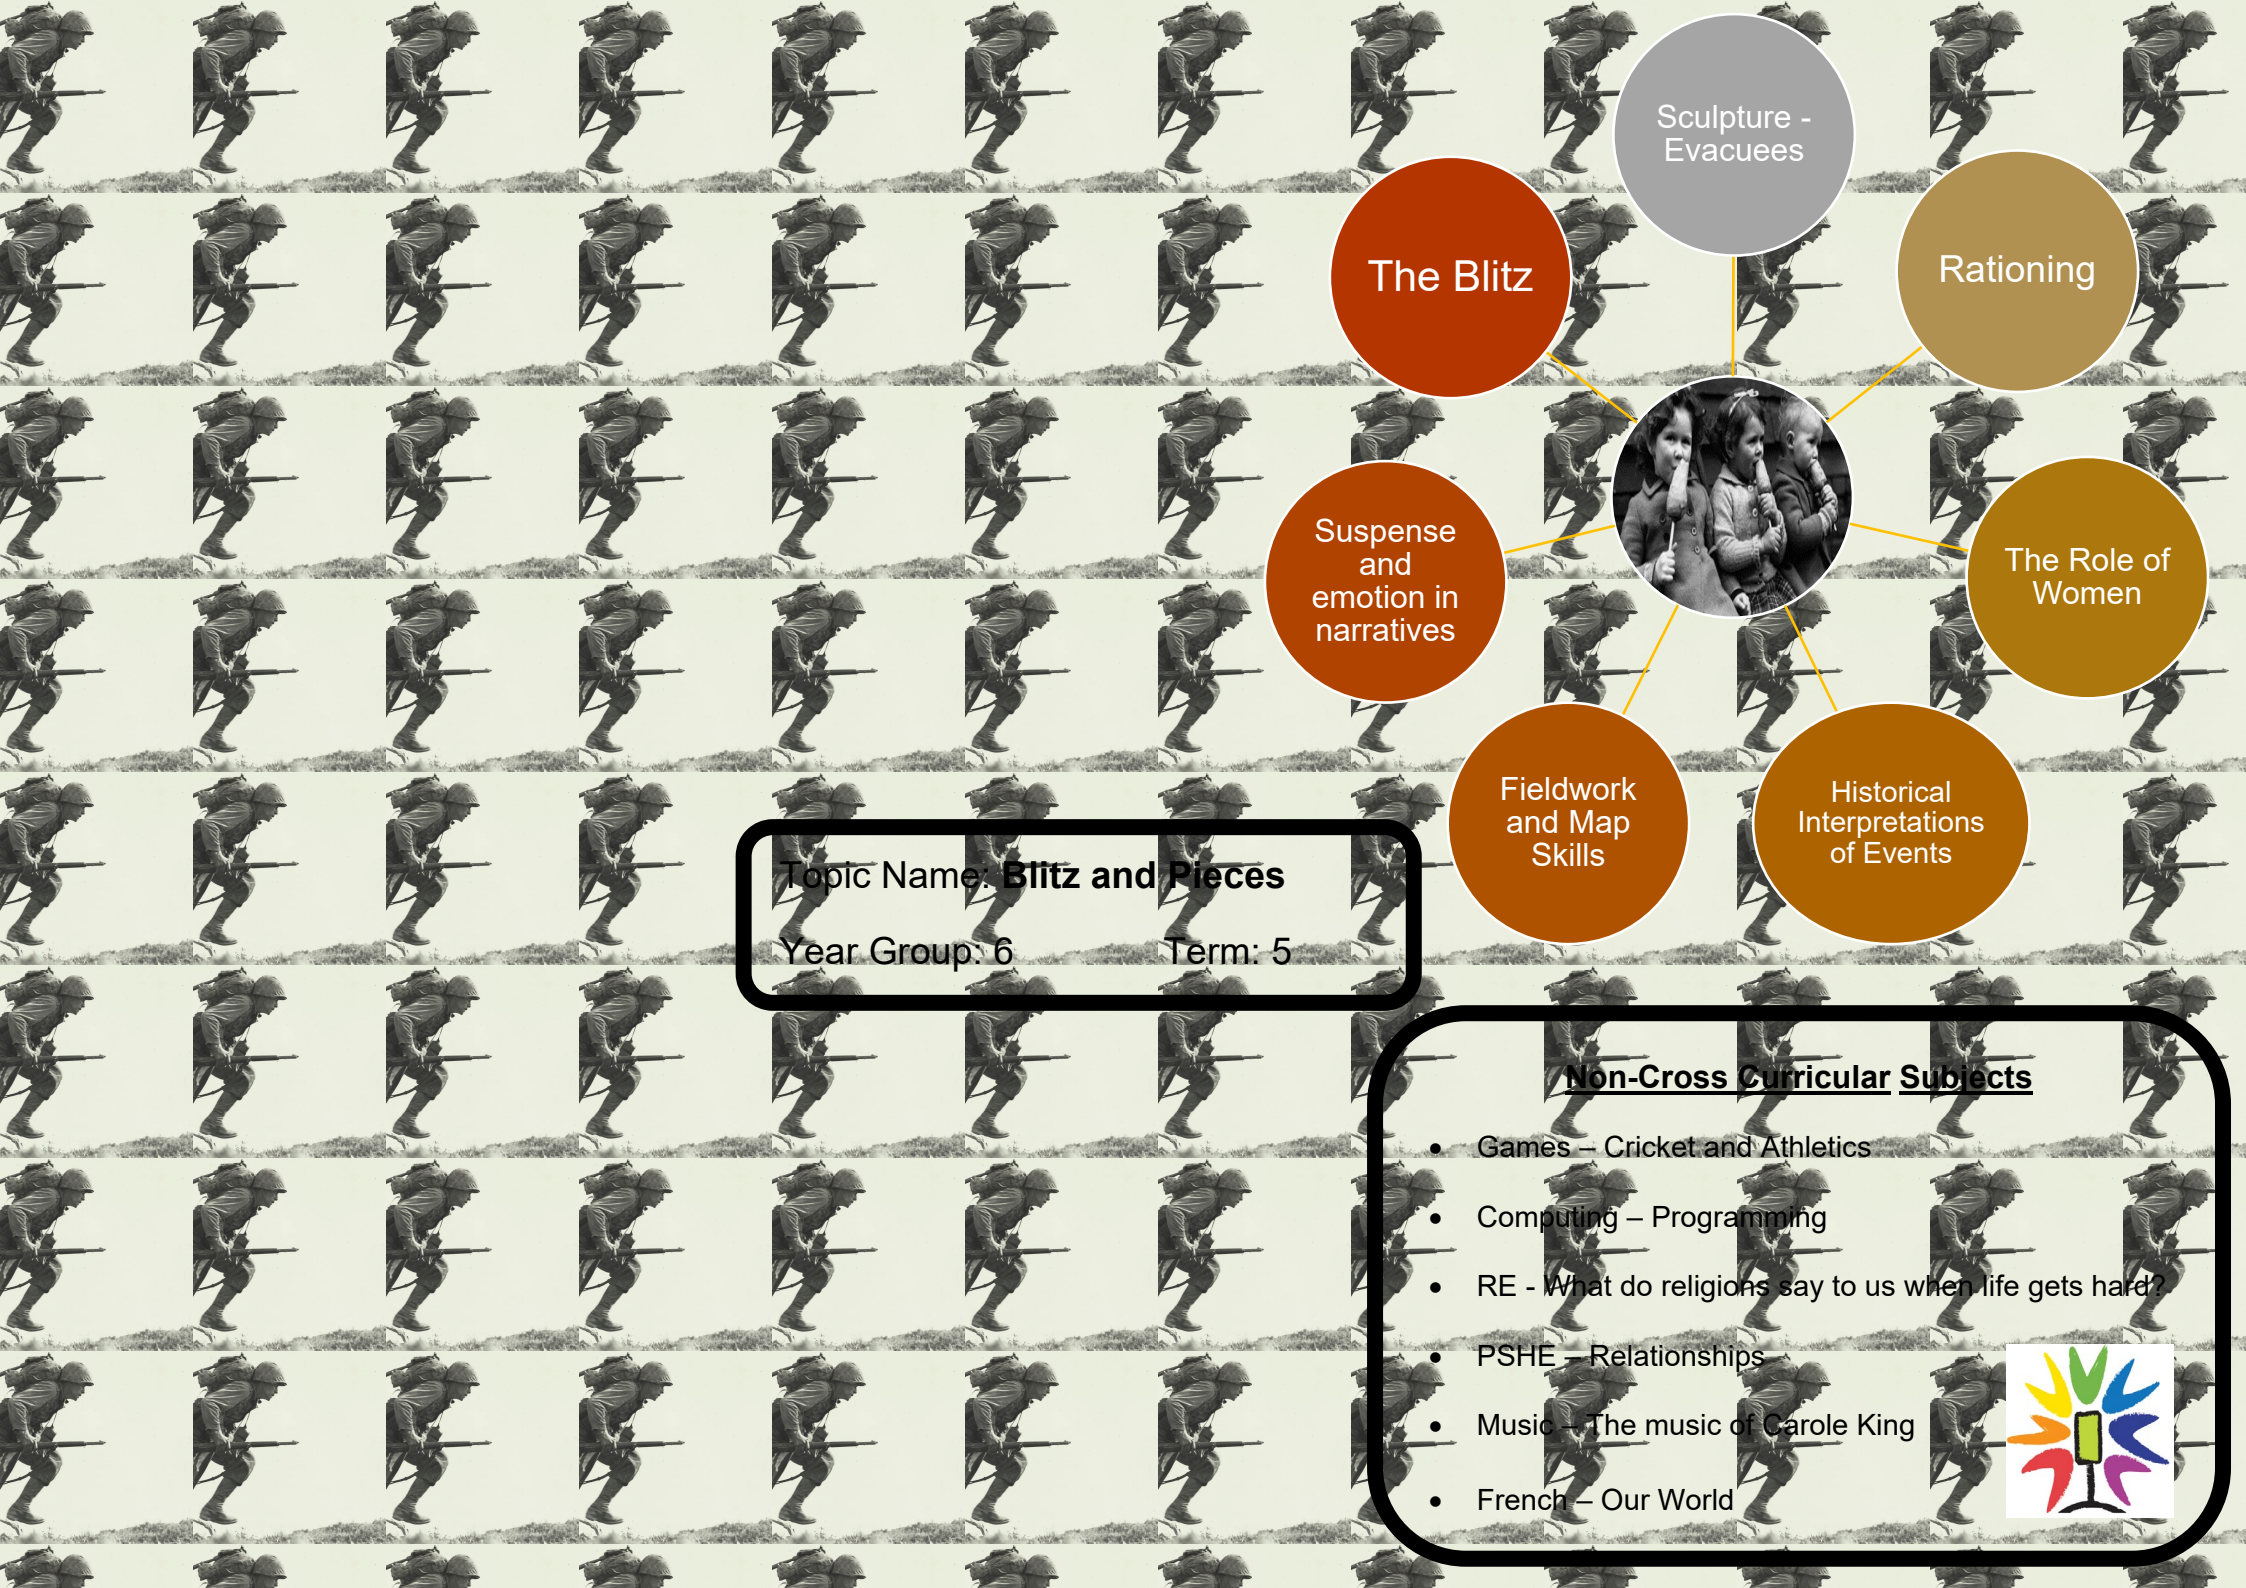 Sculpture -
Evacuees
The Blitz
Rationing
Suspense
and
emotion in
narratives
The Role of
Women
Fieldwork
and Map
Skills
Historical
Interpretations
of Events
Topic Name: Blitz and Pieces
Year Group: 6 Term: 5
Non-Cross Curricular Subjects
• Games – Cricket and Athletics
• Computing – Programming
• RE - What do religions say to us when life gets hard?
• PSHE – Relationships
• Music – The music of Carole King
• French – Our World